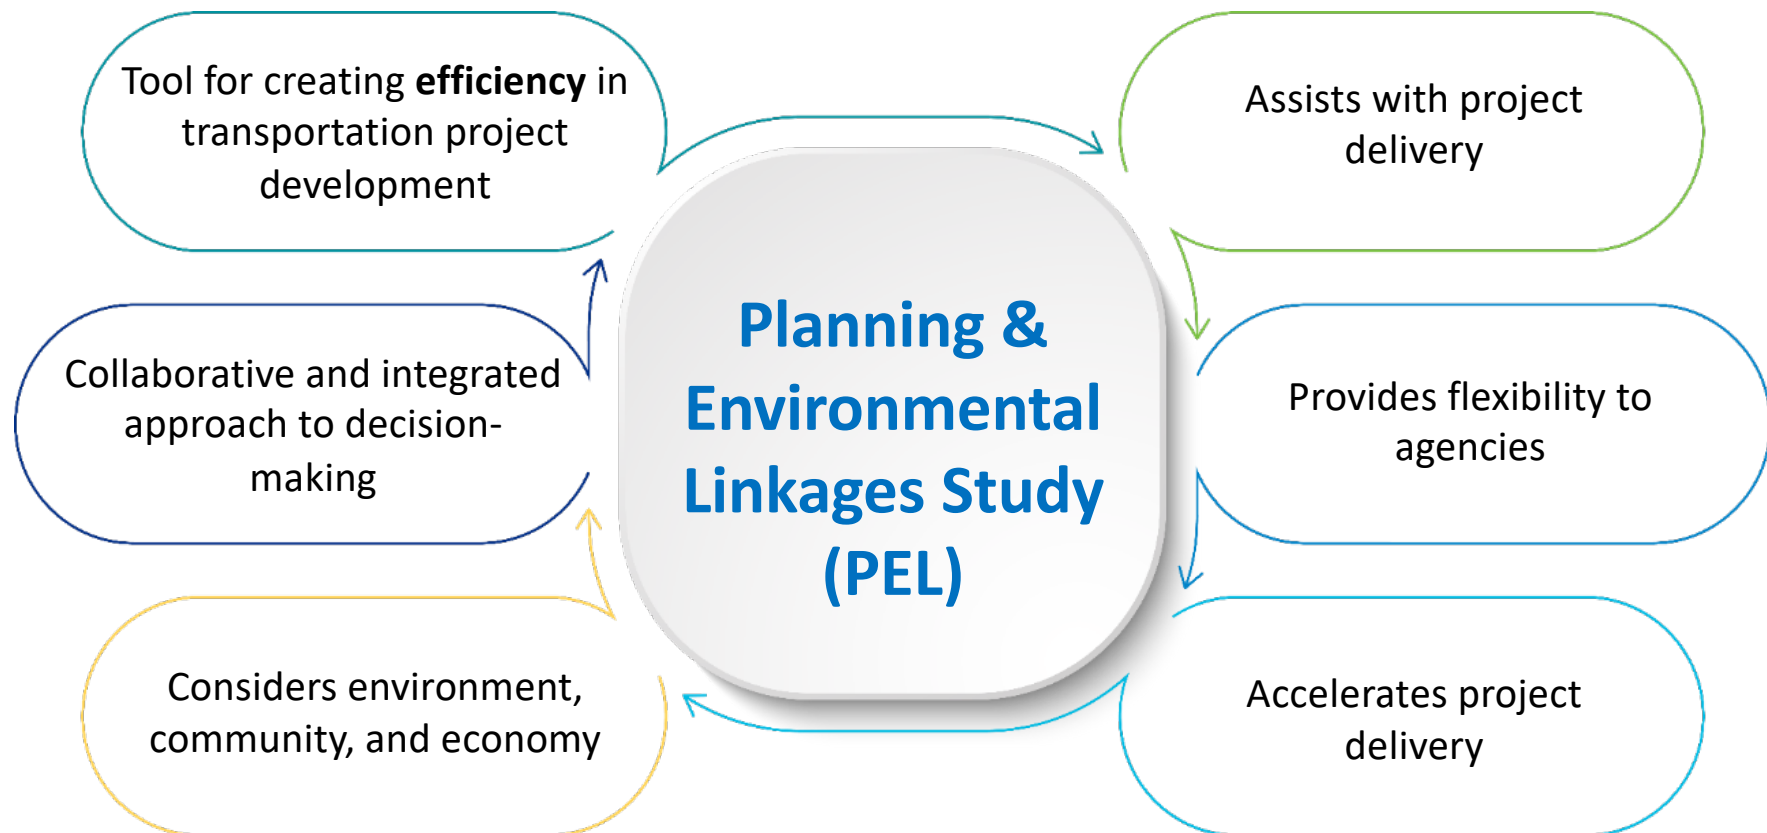 Tool for creating efficiency in
transportation project
development
Assists with project
delivery
Planning &
Environmental
Linkages Study
(PEL)
Collaborative and integrated
approach to decision-
making
Provides flexibility to
agencies
Considers environment,
community, and economy
Accelerates project
delivery